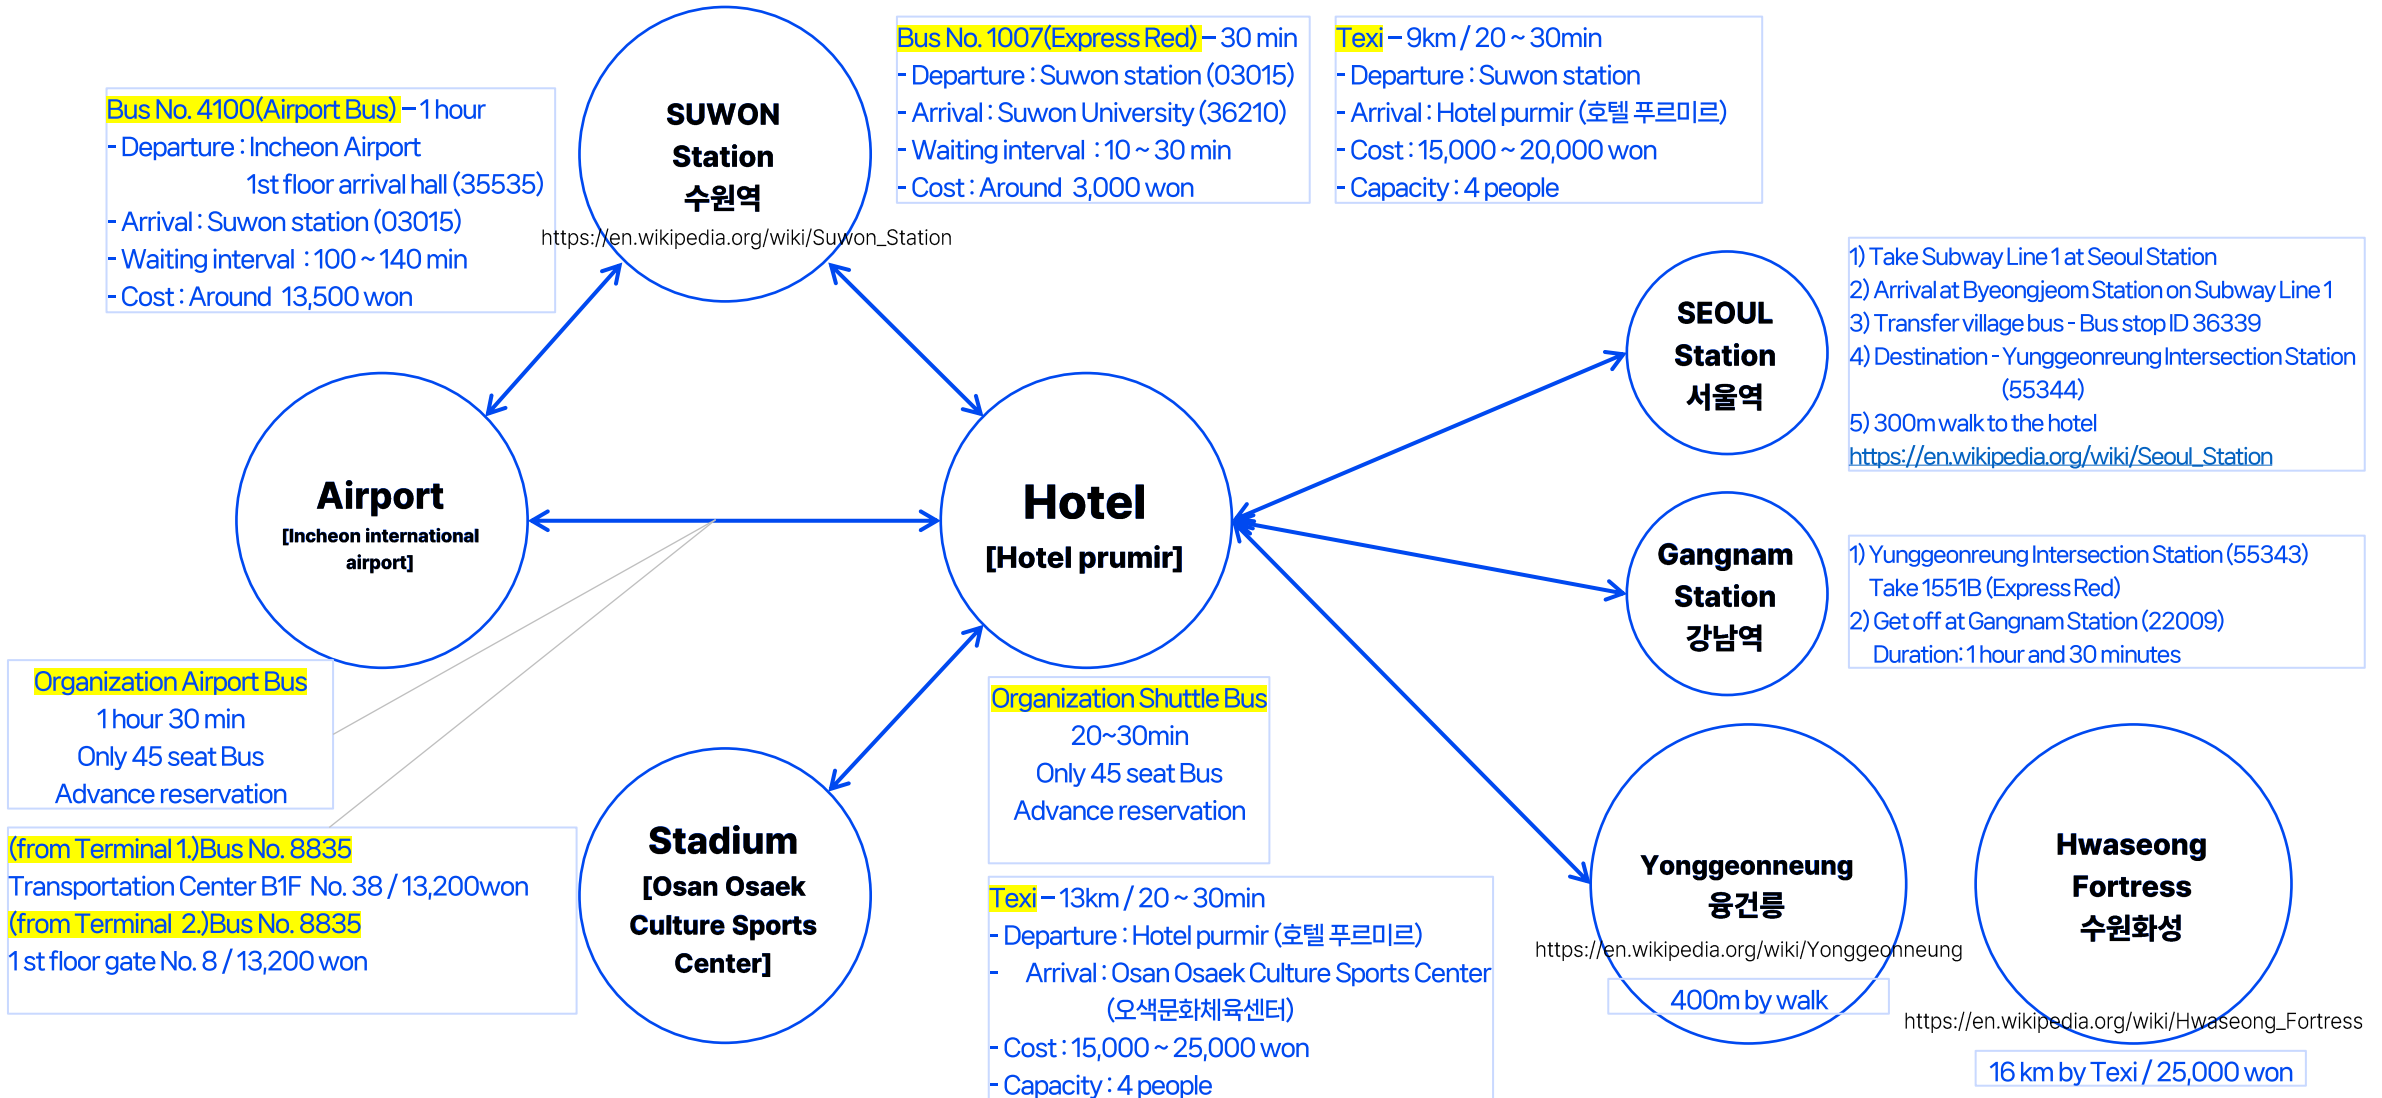 Bus No. 4100(Airport Bus) – 1 hour
- Departure : Incheon Airport
1st floor arrival hall (35535)
- Arrival : Suwon station (03015)
- Waiting interval : 100 ~ 140 min
- Cost : Around 13,500 won
SUWON
Station
수원역
https://en.wikipedia.org/wiki/Suwon_Station
Bus No. 1007(Express Red) – 30 min
- Departure : Suwon station (03015)
- Arrival : Suwon University (36210)
- Waiting interval : 10 ~ 30 min
- Cost : Around 3,000 won
Texi – 9km / 20 ~ 30min
- Departure : Suwon station
- Arrival : Hotel purmir (호텔 푸르미르)
- Cost : 15,000 ~ 20,000 won
- Capacity : 4 people
SEOUL
Station
서울역
1) Take Subway Line 1 at Seoul Station
2) Arrival at Byeongjeom Station on Subway Line 1
3) Transfer village bus - Bus stop ID 36339
4) Destination - Yunggeonreung Intersection Station
(55344)
5) 300m walk to the hotel
https://en.wikipedia.org/wiki/Seoul_Station
Airport
[Incheon international
airport]
Hotel
[Hotel prumir]
Gangnam
Station
강남역
1) Yunggeonreung Intersection Station (55343)
Take 1551B (Express Red)
2) Get off at Gangnam Station (22009)
Duration: 1 hour and 30 minutes
Organization Airport Bus
1 hour 30 min
Only 45 seat Bus
Advance reservation
(from Terminal 1.)Bus No. 8835
Transportation Center B1F No. 38 / 13,200won
(from Terminal 2.)Bus No. 8835
1 st floor gate No. 8 / 13,200 won
Stadium
[Osan Osaek
Culture Sports
Center]
Organization Shuttle Bus
20~30min
Only 45 seat Bus
Advance reservation
Texi – 13km / 20 ~ 30min
- Departure : Hotel purmir (호텔 푸르미르)
- Arrival : Osan Osaek Culture Sports Center
(오색문화체육센터)
- Cost : 15,000 ~ 25,000 won
- Capacity : 4 people
Yonggeonneung
융건릉
https://en.wikipedia.org/wiki/Yonggeonneung
400m by walk
Hwaseong
Fortress
수원화성
https://en.wikipedia.org/wiki/Hwaseong_Fortress
16 km by Texi / 25,000 won